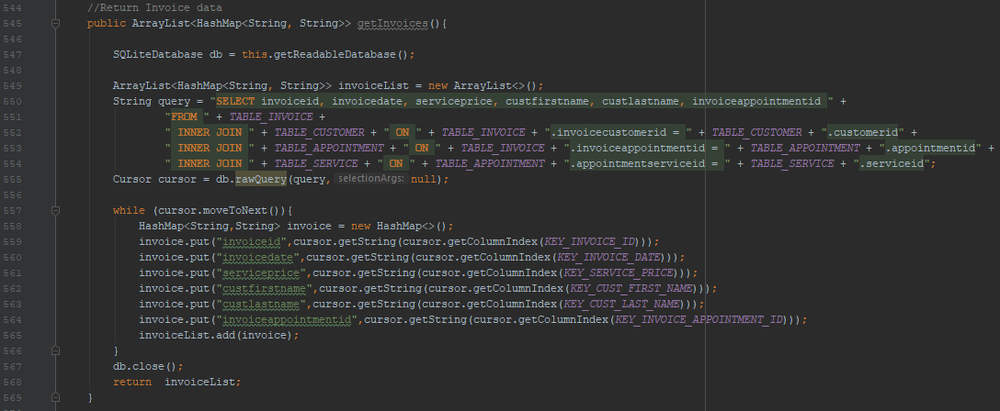 544 //Return Invoice data
545 public ArrayList<HashMap<String, String>> getInvoices(){
546
547 SQLiteDatabase db = this.getReadableDatabase();
548
549 ArrayList<HashMap<String, String>> invoiceList = new ArrayList<>();
550 String query = "SELECT invoiceid, invoicedate, serviceprice, custfirstname, custlastname, invoiceappointmentid " +
551 "FROM " + TABLE_INVOICE +
552 " INNER JOIN " + TABLE_CUSTOMER + " ON " + TABLE_INVOICE + ".invoicecustomerid = " + TABLE_CUSTOMER + ".customerid" +
553 " INNER JOIN " + TABLE_APPOINTMENT + " ON " + TABLE_INVOICE + ".invoiceappointmentid = " + TABLE_APPOINTMENT + ".appointmentid" +
554 " INNER JOIN " + TABLE_SERVICE + " ON " + TABLE_APPOINTMENT + ".appointmentserviceid = " + TABLE_SERVICE + ".serviceid";
555 Cursor cursor = db.rawQuery(query, selectionArgs: null);
556
557 while (cursor.moveToNext()){
558 HashMap<String,String> invoice = new HashMap<>();
559 invoice.put("invoiceid",cursor.getString(cursor.getColumnIndex(KEY_INVOICE_ID)));
560 invoice.put("invoicedate",cursor.getString(cursor.getColumnIndex(KEY_INVOICE_DATE)));
561 invoice.put("serviceprice",cursor.getString(cursor.getColumnIndex(KEY_SERVICE_PRICE)));
562 invoice.put("custfirstname",cursor.getString(cursor.getColumnIndex(KEY_CUST_FIRST_NAME)));
563 invoice.put("custlastname",cursor.getString(cursor.getColumnIndex(KEY_CUST_LAST_NAME)));
564 invoice.put("invoiceappointmentid",cursor.getString(cursor.getColumnIndex(KEY_INVOICE_APPOINTMENT_ID)));
565 invoiceList.add(invoice);
566 }
567 db.close();
568 return invoiceList;
569 }